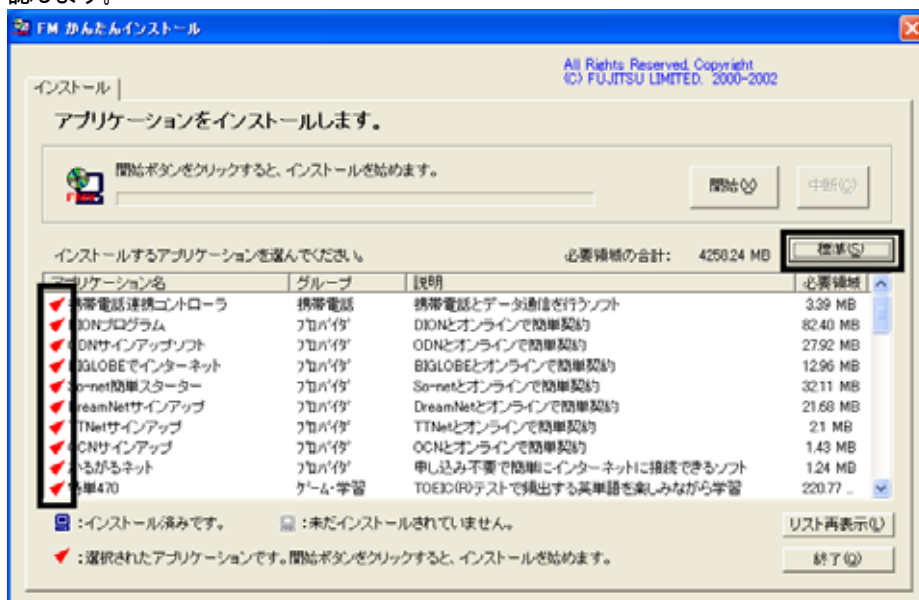 認します。
FM かんたんインストール
All Rights Reserved, Copyright
(C) FUJITSU LIMITED. 2000-2002
インストール
アプリケーションをインストールします。
開始ボタンをクリックすると、インストールを始めます。
開始(X)
中断(C)
インストールするアプリケーションを選んでください。
必要領域の合計: 4258.24 MB
標準(S)
アプリケーション名 グループ 説明 必要領域
携帯電話連携コントローラ 携帯電話 携帯電話とデータ通信を行うソフト 3.39 MB
DIONプログラム プロバイダ DIONとオンラインで簡単契約 82.40 MB
ODNサインアップソフト プロバイダ ODNとオンラインで簡単契約 27.92 MB
BIGLOBEでインターネット プロバイダ BIGLOBEとオンラインで簡単契約 12.96 MB
So-net簡単スターター プロバイダ So-netとオンラインで簡単契約 32.11 MB
DreamNetサインアップ プロバイダ DreamNetとオンラインで簡単契約 21.68 MB
TTNetサインアップ プロバイダ TTNetとオンラインで簡単契約 2.1 MB
OCNサインアップ プロバイダ OCNとオンラインで簡単契約 1.43 MB
かるがるネット プロバイダ 申し込み不要で簡単にインターネットに接続できるソフト 1.24 MB
単470 ゲーム・学習 TOEIC(R)テストで頻出する英単語を楽しみながら学習 220.77 ...
:インストール済みです。 :未だインストールされていません。
リスト再表示(L)
:選択されたアプリケーションです。開始ボタンをクリックすると、インストールを始めます。
終了(Q)